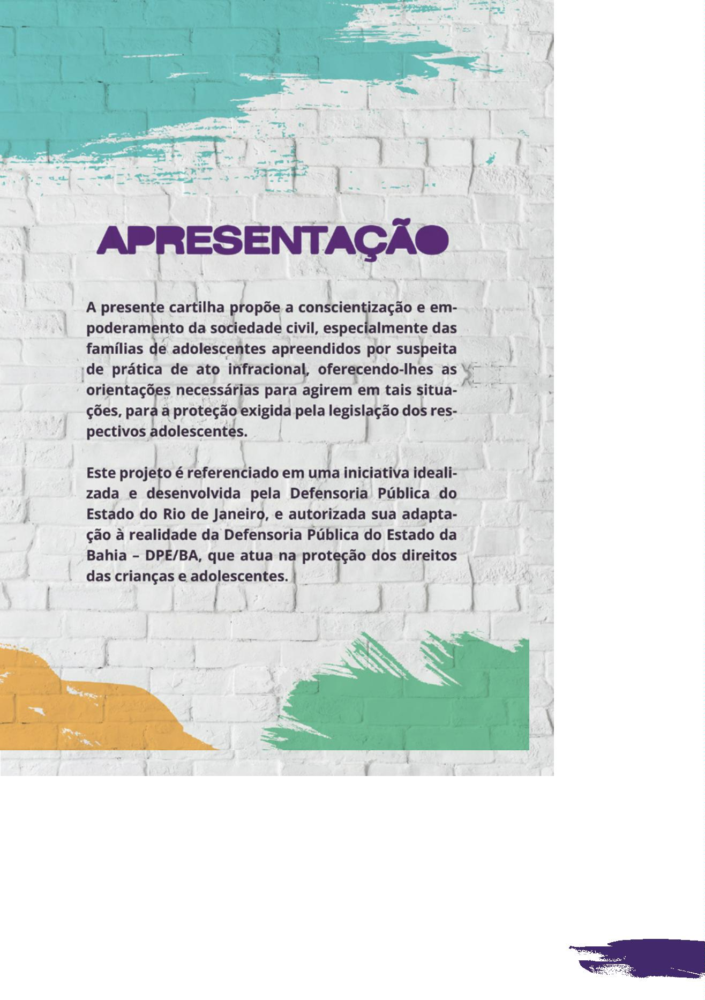 APRESENTAÇÃO
A presente cartilha propõe a conscientização e em-
poderamento da sociedade civil, especialmente das
famílias de adolescentes apreendidos por suspeita
de prática de ato infracional, oferecendo-lhes as
orientações necessárias para agirem em tais situa-
ções, para a proteção exigida pela legislação dos res-
pectivos adolescentes.
Este projeto é referenciado em uma iniciativa ideali-
zada e desenvolvida pela Defensoria Pública do
Estado do Rio de Janeiro, e autorizada sua adapta-
ção à realidade da Defensoria Pública do Estado da
Bahia – DPE/BA, que atua na proteção dos direitos
das crianças e adolescentes.